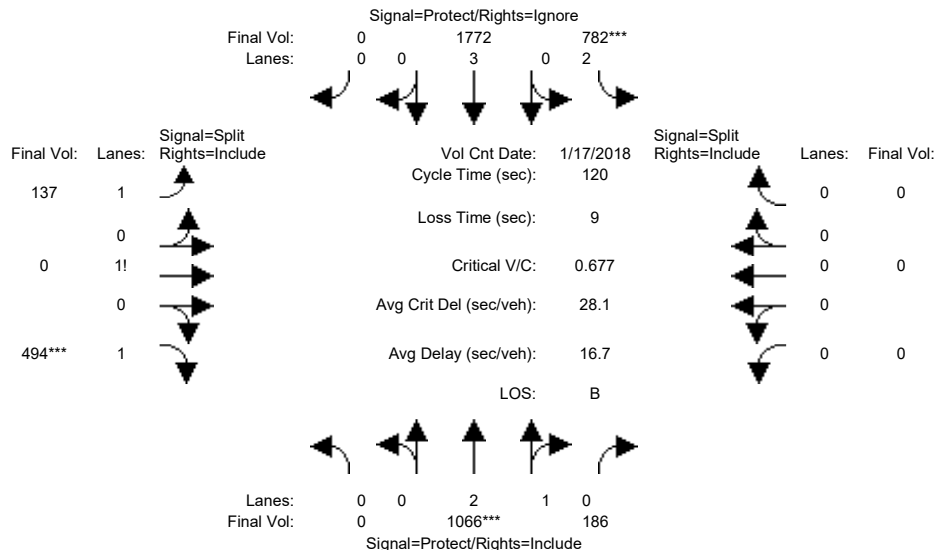 Signal=Protect/Rights=Ignore
Final Vol: 0 1772 782***
Lanes: 0 0 3 0 2
Signal=Split
Final Vol: Lanes: Rights=Include
Vol Cnt Date: 1/17/2018
Signal=Split
Rights=Include Lanes: Final Vol:
Cycle Time (sec): 120
137 1
0 0
Loss Time (sec): 9
0
0
0 1!
Critical V/C: 0.677
0 0
0
Avg Crit Del (sec/veh): 28.1
0
494*** 1
Avg Delay (sec/veh): 16.7
0 0
LOS: B
Lanes: 0 0 2 1 0
Final Vol: 0 1066*** 186
Signal=Protect/Rights=Include